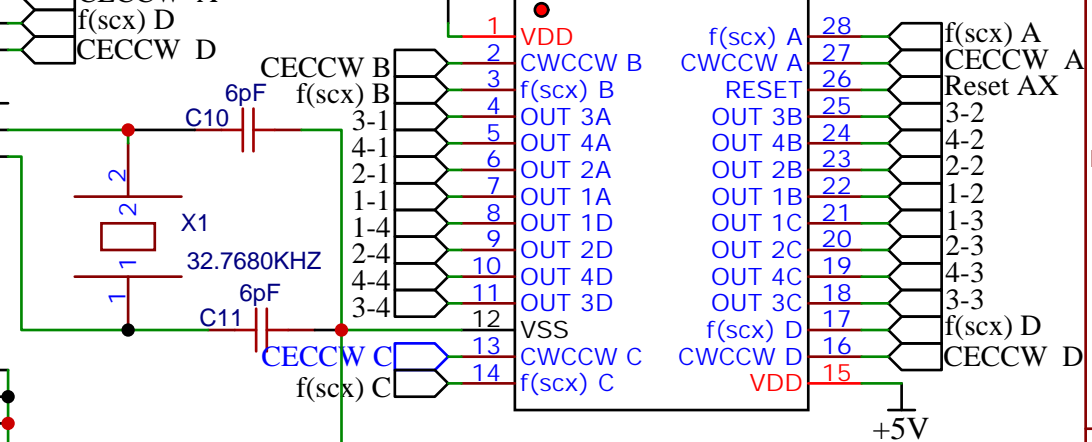 CECCW A
f(scx) D
CECCW D
6pF
C10
2
2
X1
1
32.7680KHZ
1
6pF
C11
CECCW B
f(scx) B
3-1
4-1
2-1
1-1
1-4
2-4
4-4
3-4
CECCW C
f(scx) C
1 VDD
2 CWCCW B
3 f(scx) B
4 OUT 3A
5 OUT 4A
6 OUT 2A
7 OUT 1A
8 OUT 1D
9 OUT 2D
10 OUT 4D
11 OUT 3D
12 VSS
13 CWCCW C
14 f(scx) C
f(scx) A 28
CWCCW A 27
RESET 26
OUT 3B 25
OUT 4B 24
OUT 2B 23
OUT 1B 22
OUT 1C 21
OUT 2C 20
OUT 4C 19
OUT 3C 18
f(scx) D 17
CWCCW D 16
VDD 15
f(scx) A
CECCW A
Reset AX
3-2
4-2
2-2
1-2
1-3
2-3
4-3
3-3
f(scx) D
CECCW D
+5V